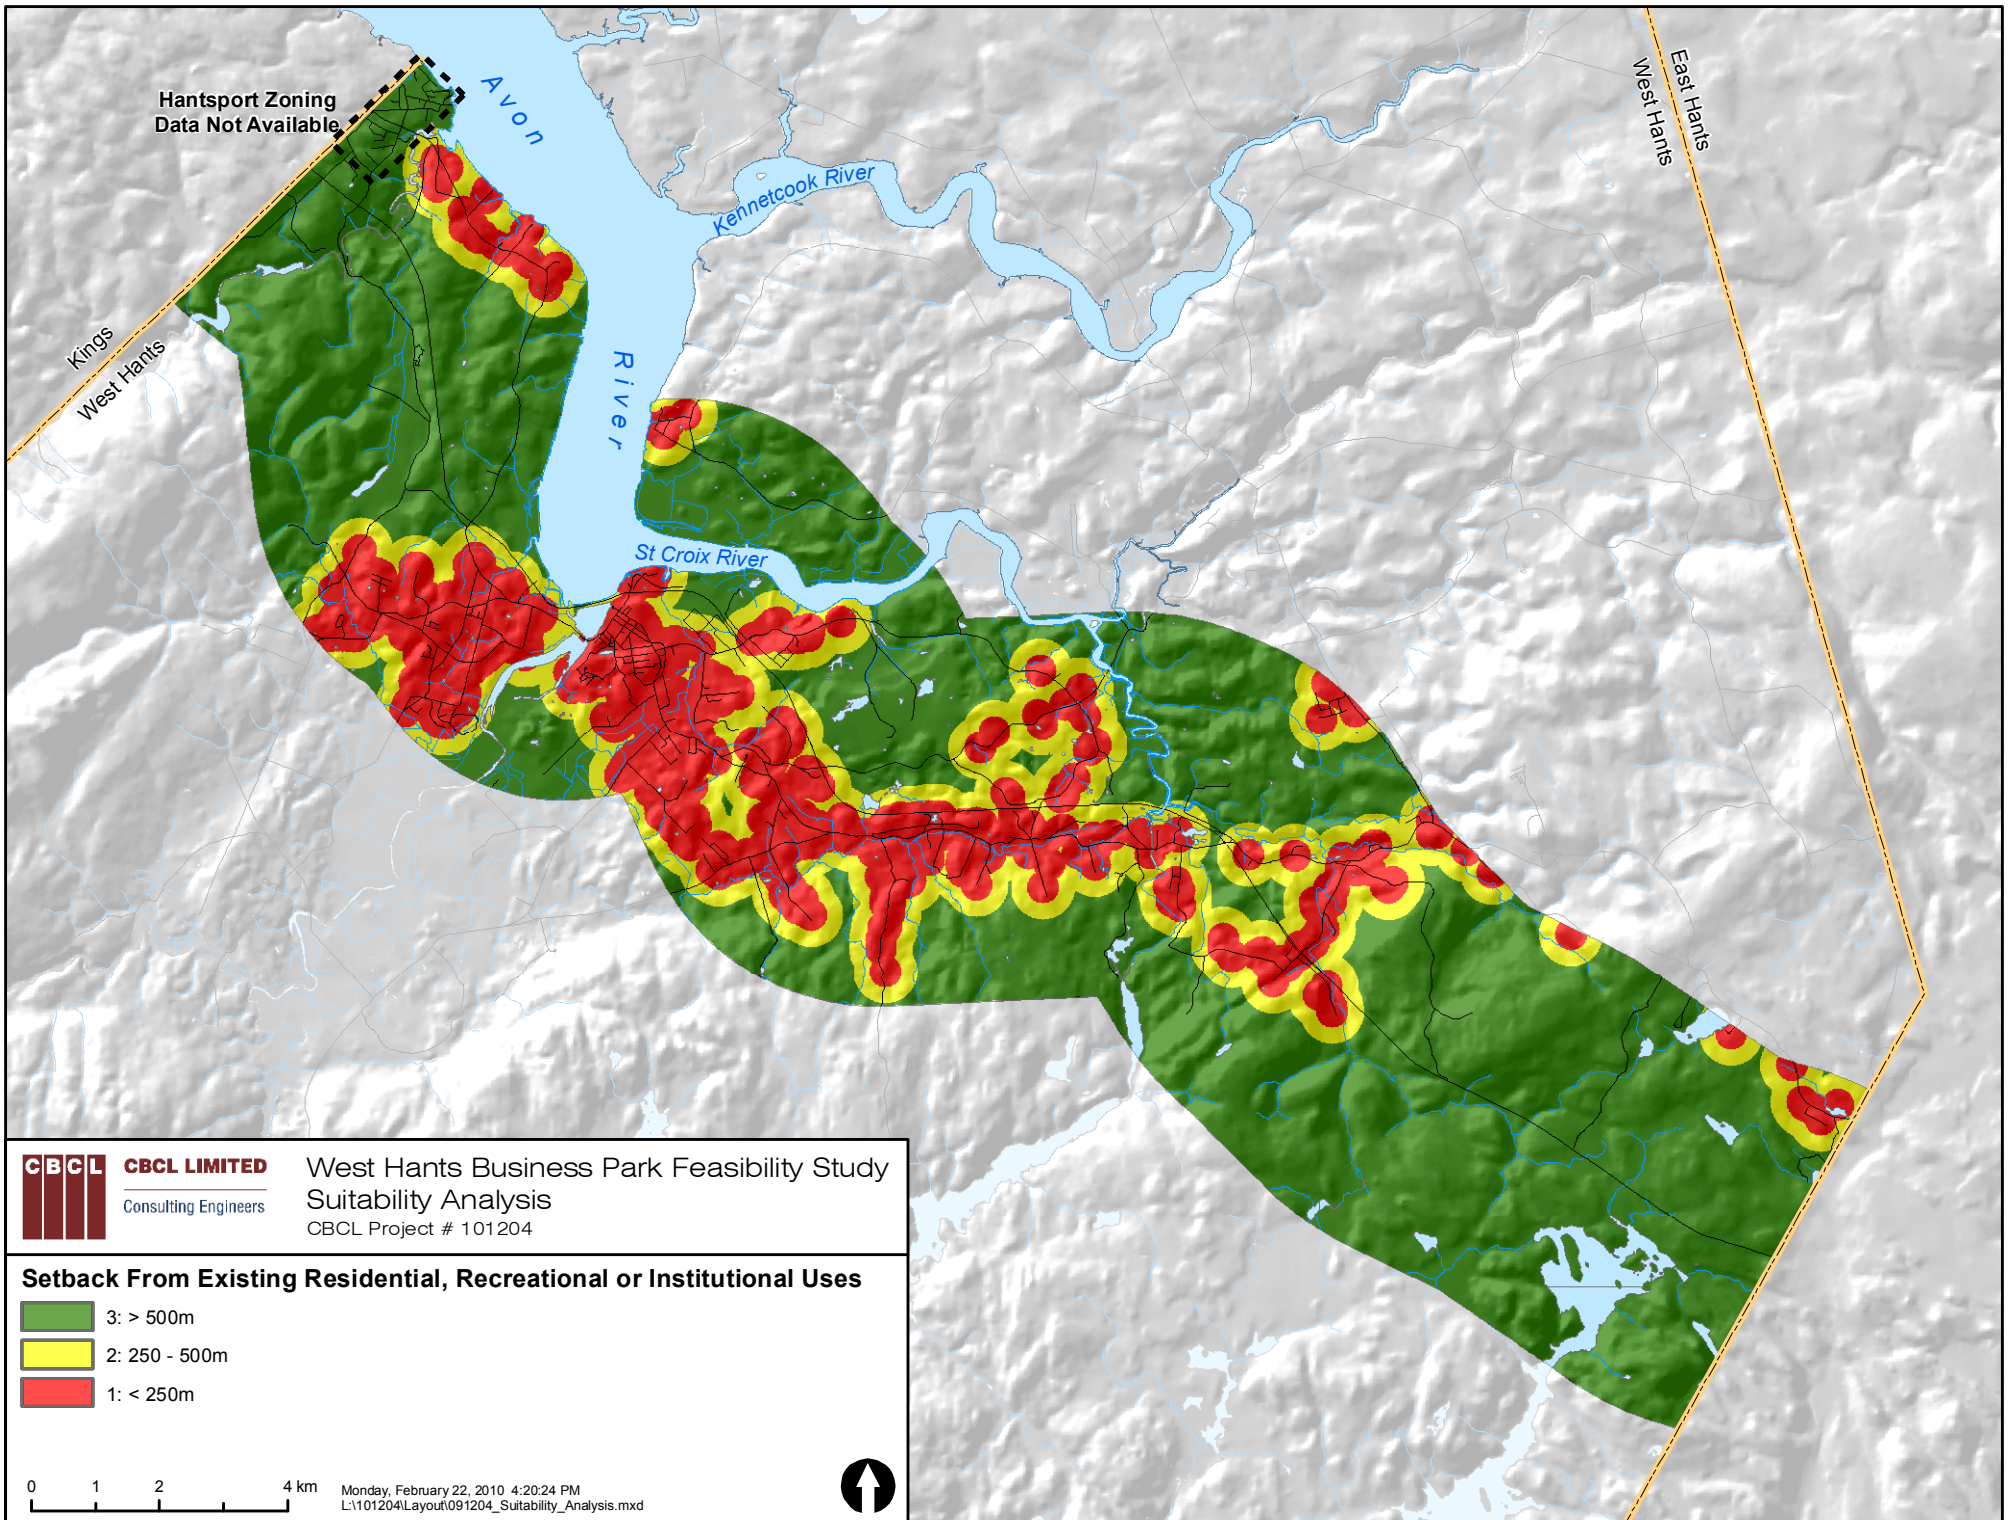 Hantsport Zoning
Data Not Available
Avon
River
Kennetcook River
St Croix River
East Hants
West Hants
Kings
West Hants
CBCL
CBCL LIMITED
Consulting Engineers
West Hants Business Park Feasibility Study
Suitability Analysis
CBCL Project # 101204
Setback From Existing Residential, Recreational or Institutional Uses
3: > 500m
2: 250 - 500m
1: < 250m
0 1 2 4 km
Monday, February 22, 2010 4:20:24 PM
L:\101204\Layout\091204_Suitability_Analysis.mxd